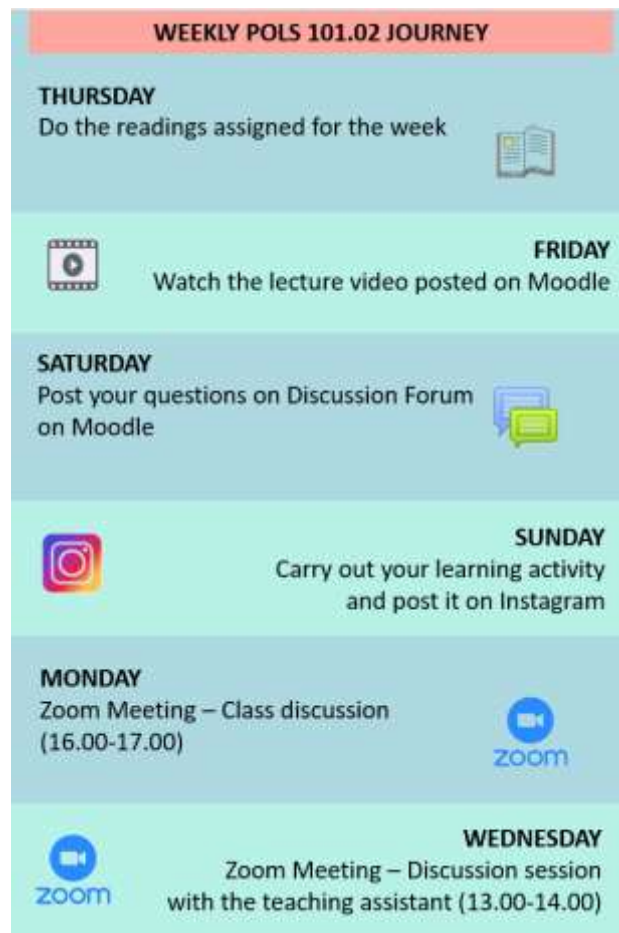 WEEKLY POLS 101.02 JOURNEY
THURSDAY
Do the readings assigned for the week
FRIDAY
Watch the lecture video posted on Moodle
SATURDAY
Post your questions on Discussion Forum
on Moodle
SUNDAY
Carry out your learning activity
and post it on Instagram
MONDAY
Zoom Meeting – Class discussion
(16.00-17.00)
zoom
WEDNESDAY
Zoom Meeting – Discussion session
with the teaching assistant (13.00-14.00)
zoom